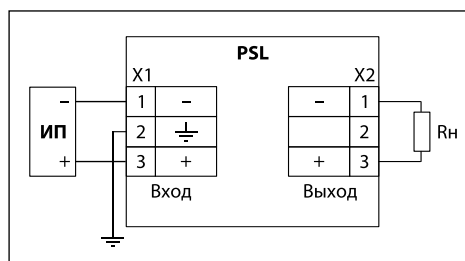 PSL
X1 X2
– 1 – – 1
ИП 2 2 Rн
+ 3 + + 3
Вход Выход